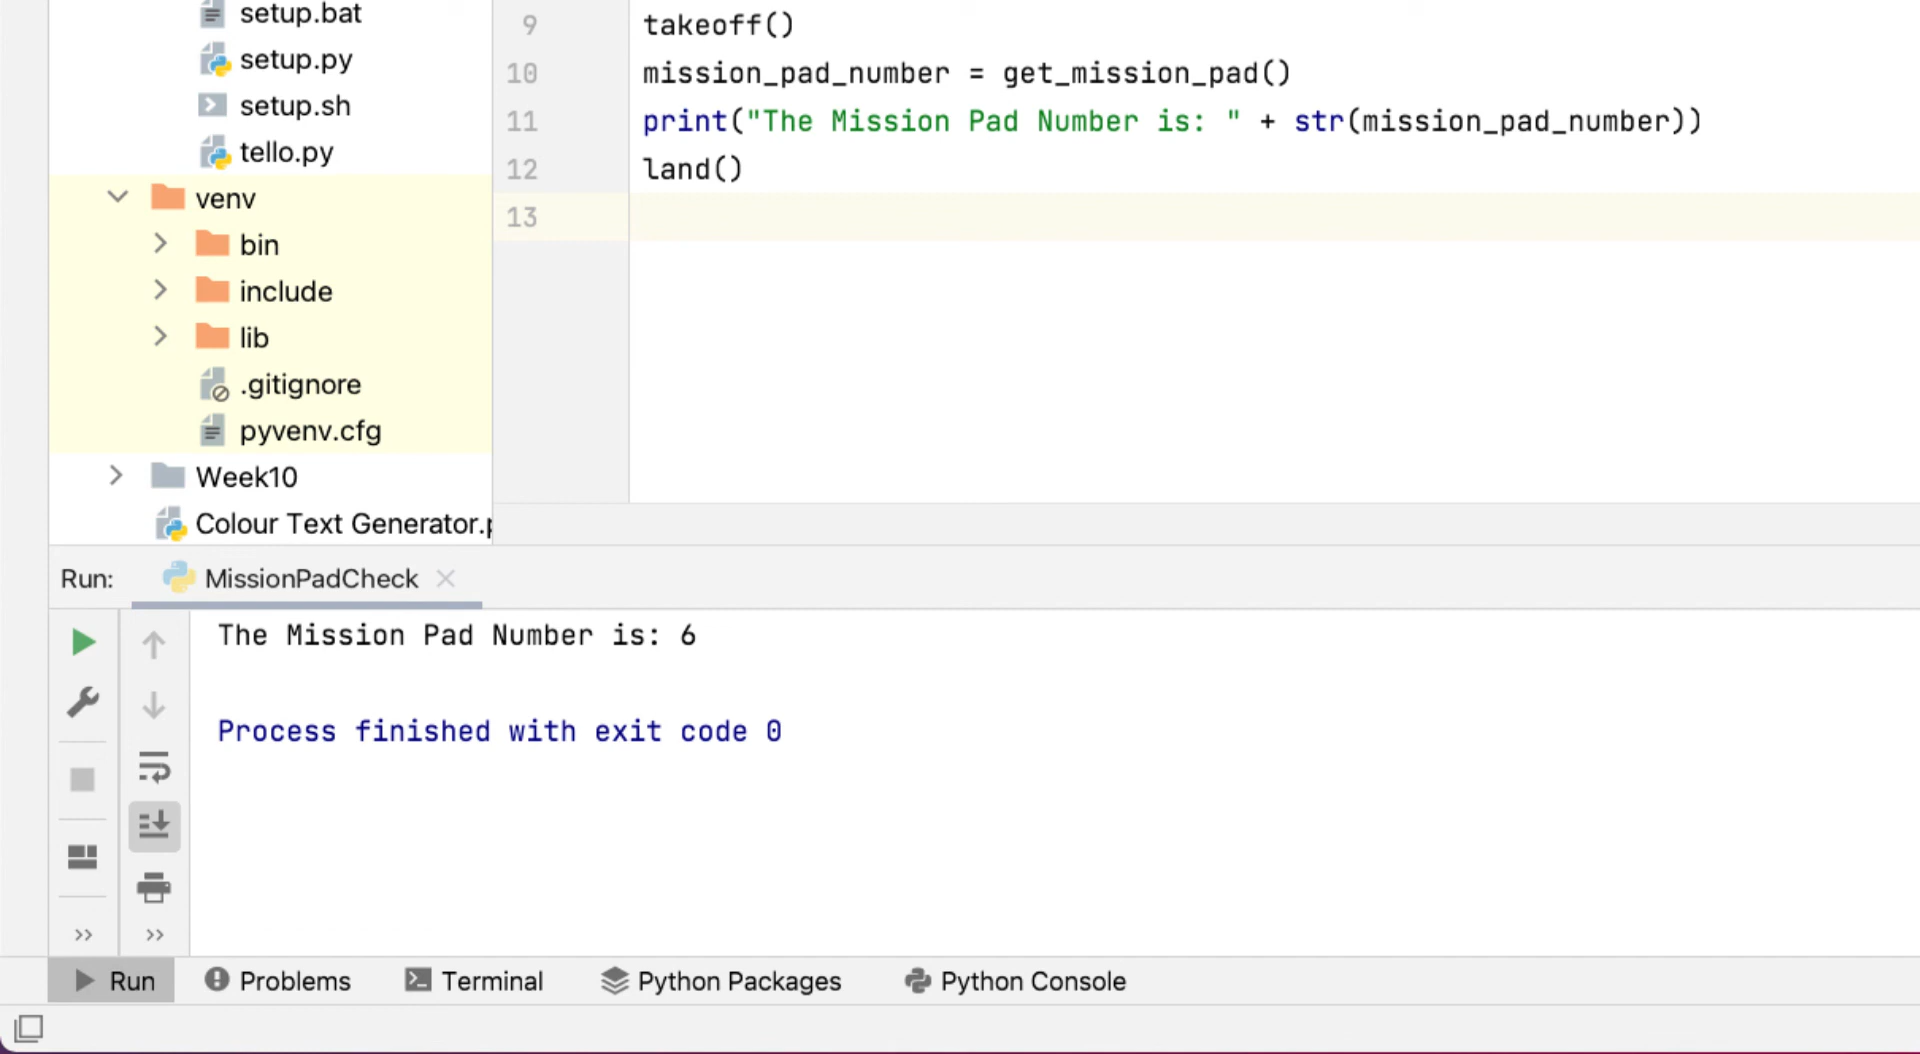 setup.bat
setup.py
setup.sh
tello.py
venv
bin
include
lib
.gitignore
pyvenv.cfg
Week10
Colour Text Generator.p
9 takeoff()
10 mission_pad_number = get_mission_pad()
11 print("The Mission Pad Number is: " + str(mission_pad_number))
12 land()
13
Run: MissionPadCheck
The Mission Pad Number is: 6
Process finished with exit code 0
Run Problems Terminal Python Packages Python Console